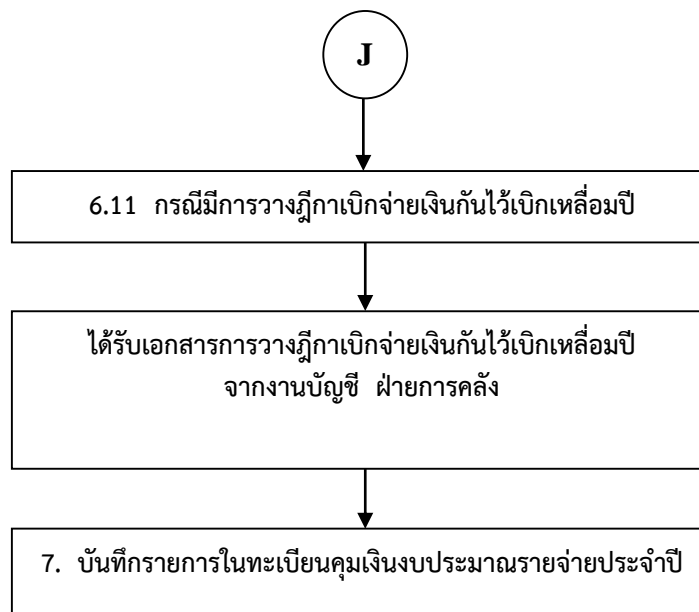 J
6.11 กรณีมีการวางฎีกาเบิกจ่ายเงินกันไว้เบิกเหลื่อมปี
ได้รับเอกสารการวางฎีกาเบิกจ่ายเงินกันไว้เบิกเหลื่อมปี
จากงานบัญชี ฝ่ายการคลัง
7. บันทึกรายการในทะเบียนคุมเงินงบประมาณรายจ่ายประจำปี